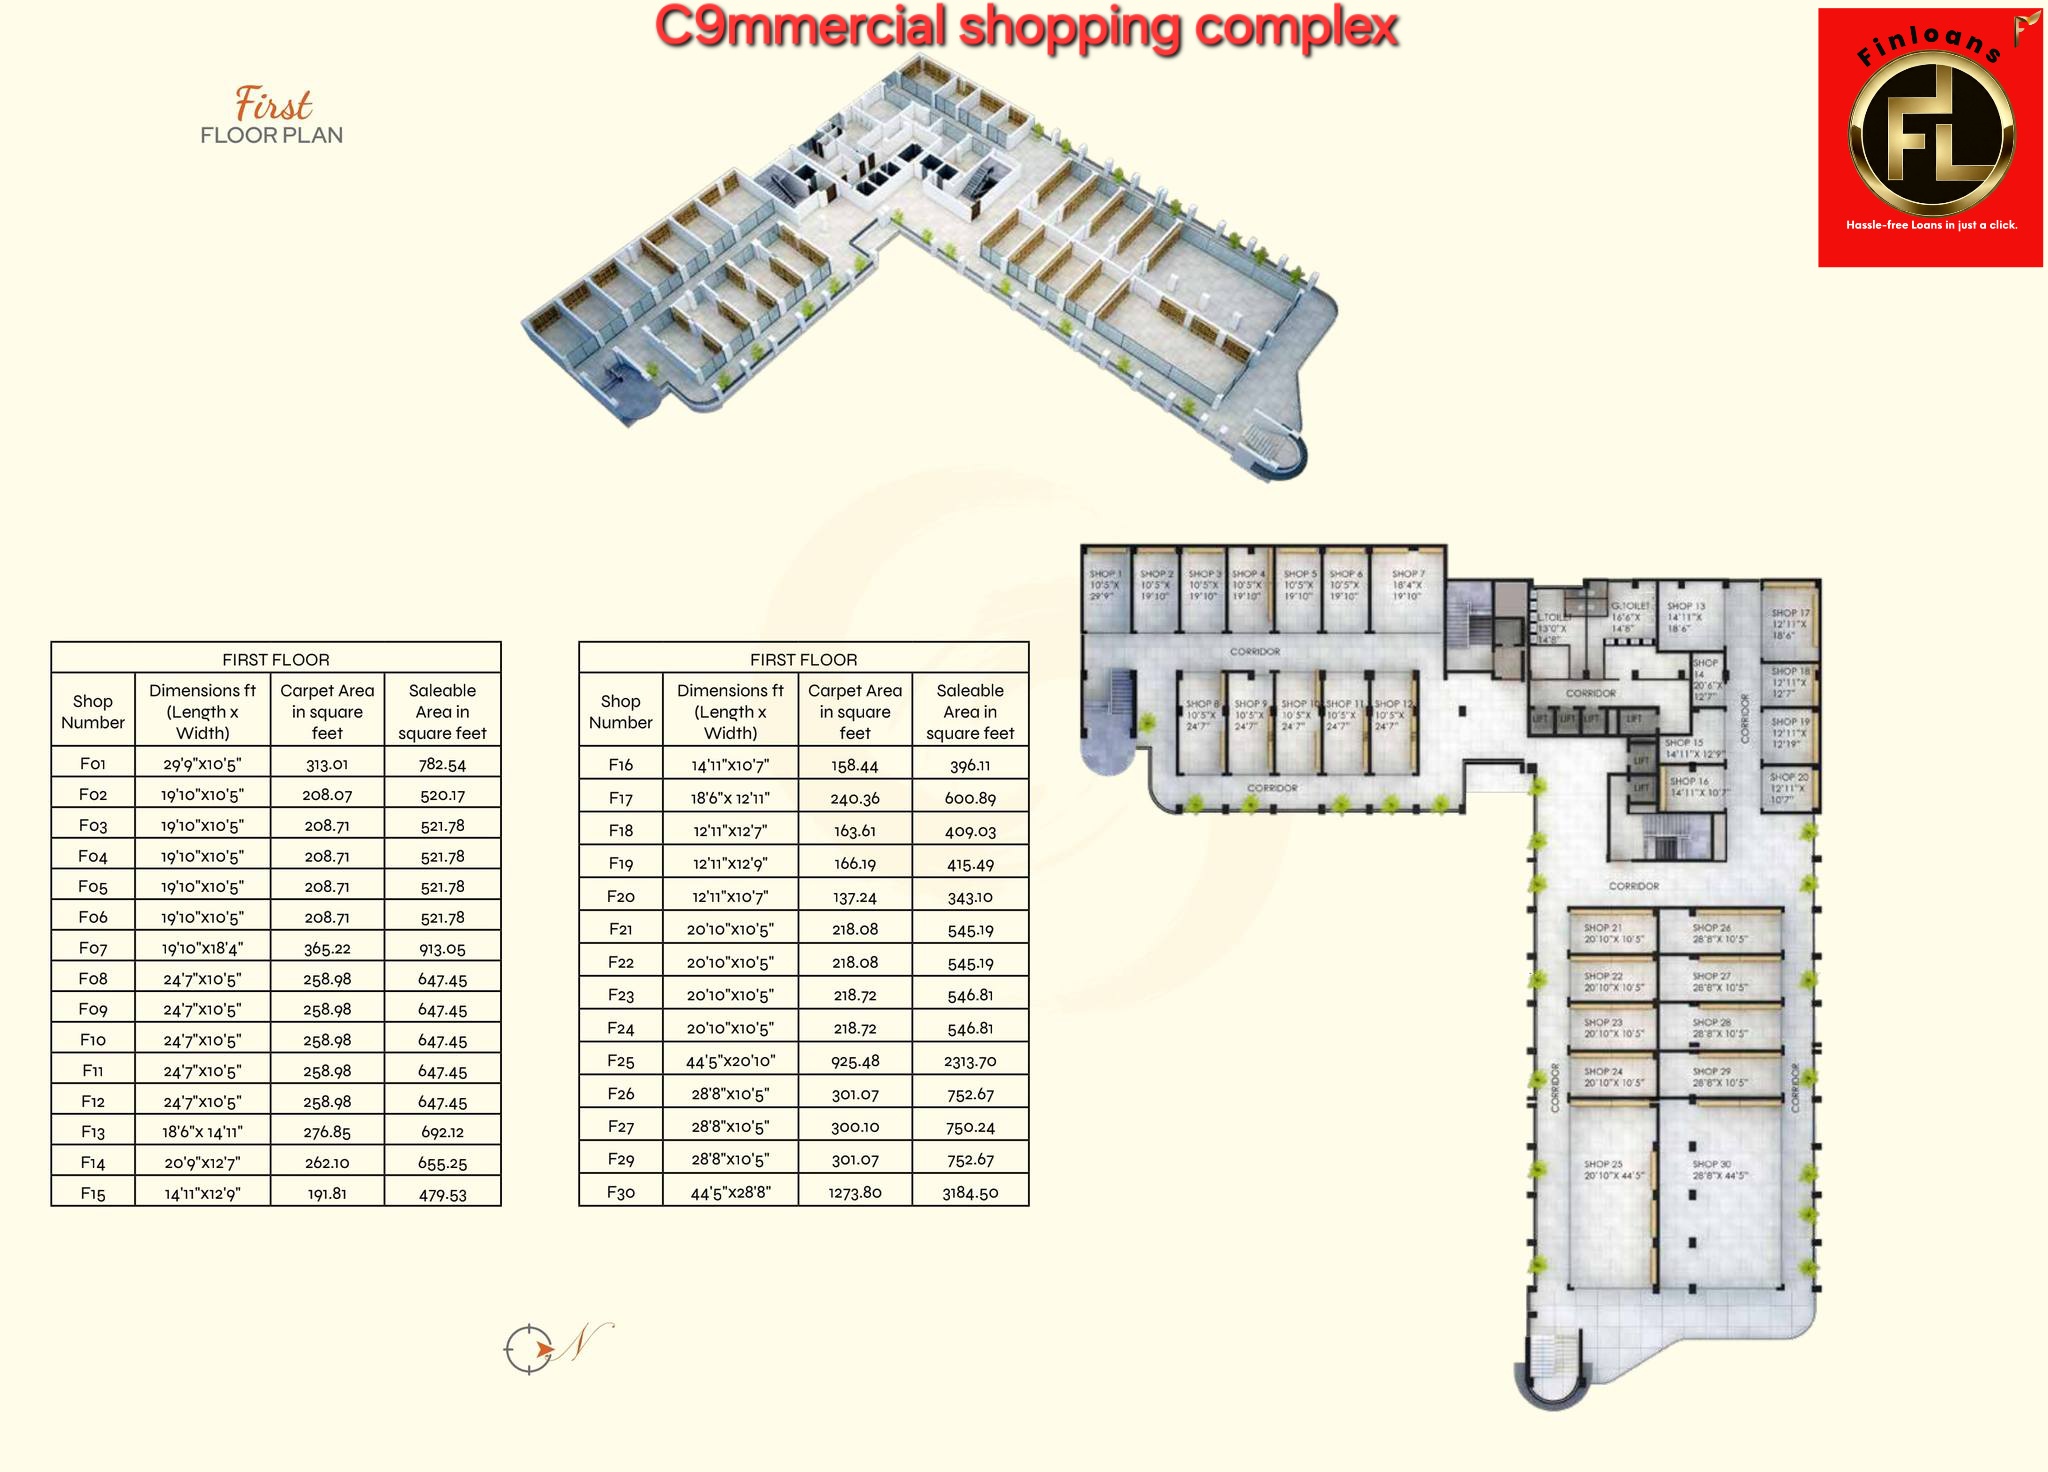 C9mmercial shopping complex
Finloans
FL
Hassle-free Loans in just a click.
First
FLOOR PLAN
FIRST FLOOR
Shop Number | Dimensions ft (Length x Width) | Carpet Area in square feet | Saleable Area in square feet
F01 29'9"x10'5" 313.01 782.54
F02 19'10"x10'5" 208.07 520.17
F03 19'10"x10'5" 208.71 521.78
F04 19'10"x10'5" 208.71 521.78
F05 19'10"x10'5" 208.71 521.78
F06 19'10"x10'5" 208.71 521.78
F07 19'10"x18'4" 365.22 913.05
F08 24'7"x10'5" 258.98 647.45
F09 24'7"x10'5" 258.98 647.45
F10 24'7"x10'5" 258.98 647.45
F11 24'7"x10'5" 258.98 647.45
F12 24'7"x10'5" 258.98 647.45
F13 18'6"x 14'11" 276.85 692.12
F14 20'9"x12'7" 262.10 655.25
F15 14'11"x12'9" 191.81 479.53
FIRST FLOOR
Shop Number | Dimensions ft (Length x Width) | Carpet Area in square feet | Saleable Area in square feet
F16 14'11"x10'7" 158.44 396.11
F17 18'6"x 12'11" 240.36 600.89
F18 12'11"x12'7" 163.61 409.03
F19 12'11"x12'9" 166.19 415.49
F20 12'11"x10'7" 137.24 343.10
F21 20'10"x10'5" 218.08 545.19
F22 20'10"x10'5" 218.08 545.19
F23 20'10"x10'5" 218.72 546.81
F24 20'10"x10'5" 218.72 546.81
F25 44'5"x20'10" 925.48 2313.70
F26 28'8"x10'5" 301.07 752.67
F27 28'8"x10'5" 300.10 750.24
F29 28'8"x10'5" 301.07 752.67
F30 44'5"x28'8" 1273.80 3184.50
N
SHOP 1
10'5"X
29'9"
SHOP 2
10'5"X
19'10"
SHOP 3
10'5"X
19'10"
SHOP 4
10'5"X
19'10"
SHOP 5
10'5"X
19'10"
SHOP 6
10'5"X
19'10"
SHOP 7
18'4"X
19'10"
CORRIDOR
SHOP 8
10'5"X
24'7"
SHOP 9
10'5"X
24'7"
SHOP 10
10'5"X
24'7"
SHOP 11
10'5"X
24'7"
SHOP 12
10'5"X
24'7"
CORRIDOR
L.TOILET
13'0"X
14'8"
G.TOILET
16'6"X
14'8"
SHOP 13
14'11"X
18'6"
SHOP
14
20'6"X
12'7"
CORRIDOR
LIFT
LIFT
LIFT
LIFT
LIFT
LIFT
SHOP 15
14'11"X 12'9"
SHOP 16
14'11"X 10'7"
CORRIDOR
SHOP 17
12'11"X
18'6"
SHOP 18
12'11"X
12'7"
SHOP 19
12'11"X
12'19"
SHOP 20
12'11"X
10'7"
CORRIDOR
SHOP 21
20'10"X 10'5"
SHOP 26
28'8"X 10'5"
SHOP 22
20'10"X 10'5"
SHOP 27
28'8"X 10'5"
SHOP 23
20'10"X 10'5"
SHOP 28
28'8"X 10'5"
SHOP 24
20'10"X 10'5"
SHOP 29
28'8"X 10'5"
CORRIDOR
CORRIDOR
SHOP 25
20'10"X 44'5"
SHOP 30
28'8"X 44'5"